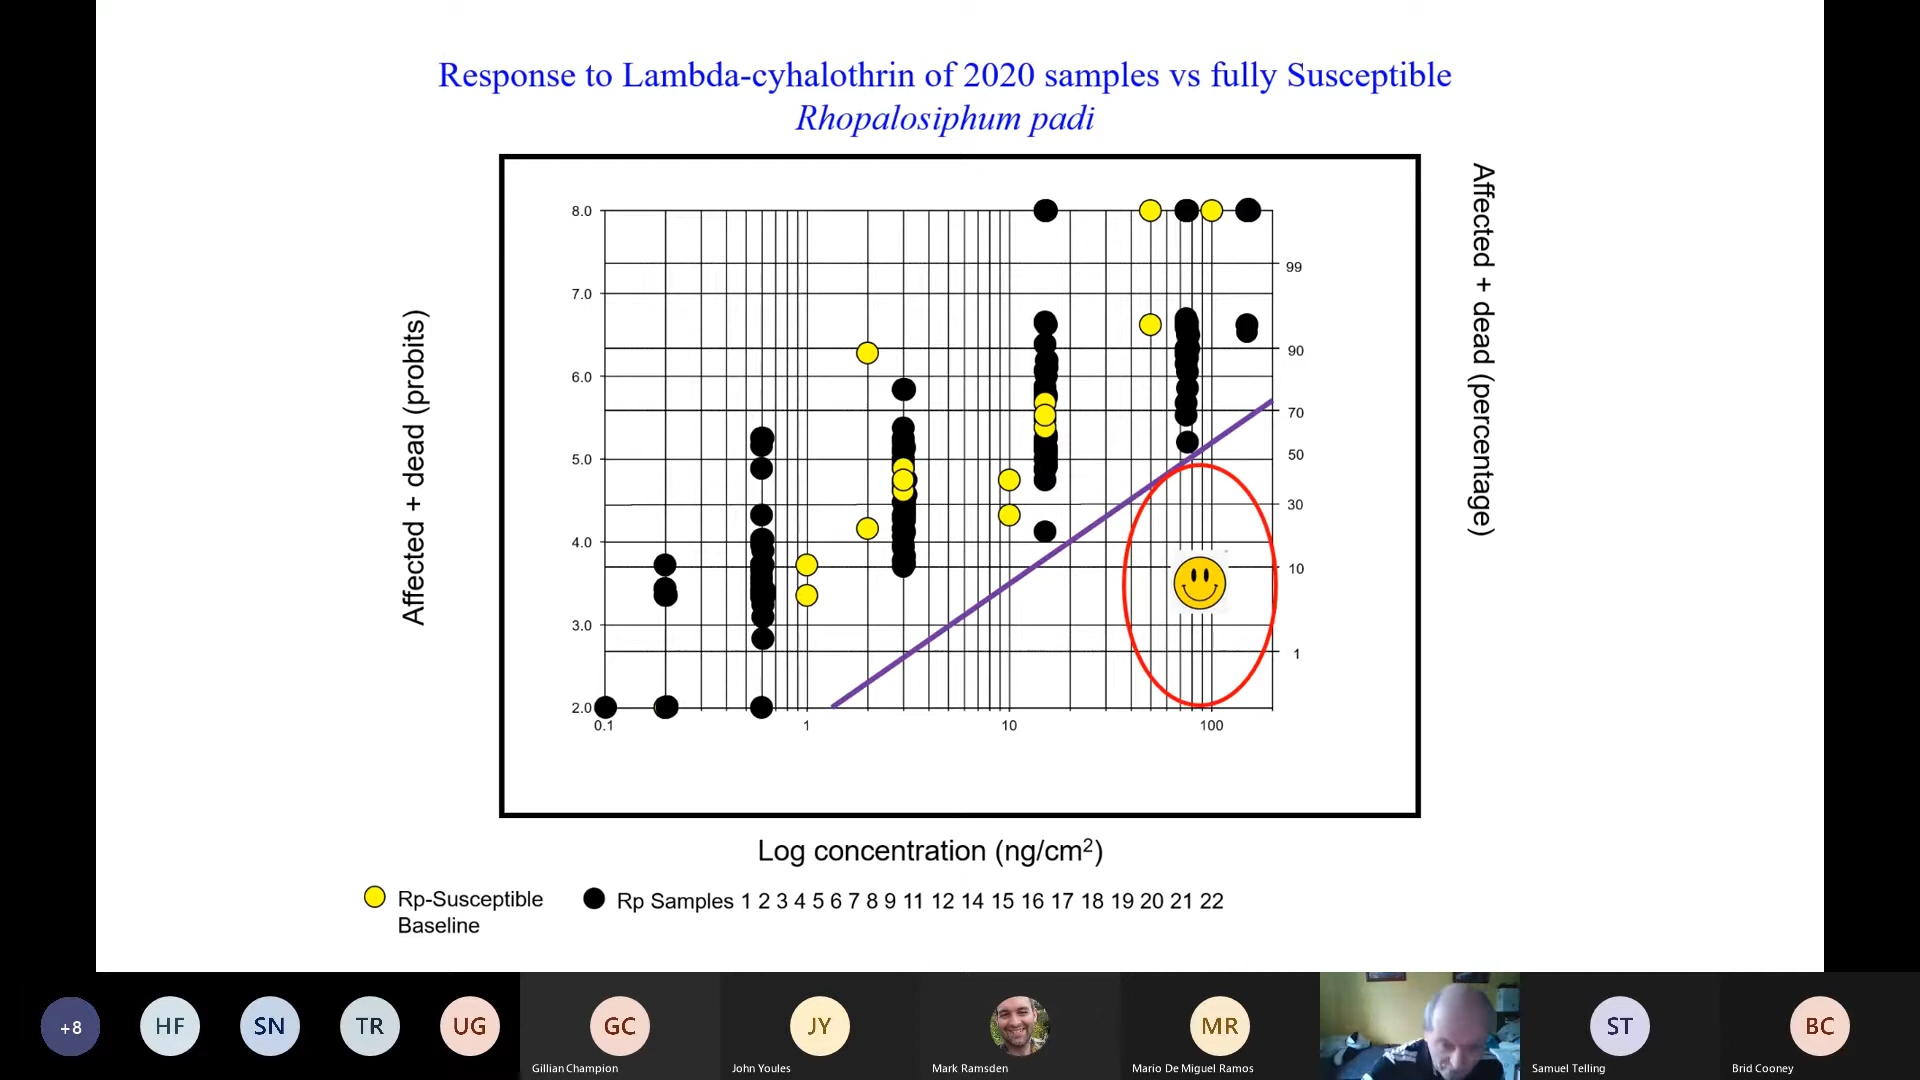 Response to Lambda-cyhalothrin of 2020 samples vs fully Susceptible
Rhopalosiphum padi
Affected + dead (probits)
Affected + dead (percentage)
8.0
7.0
6.0
5.0
4.0
3.0
2.0
99
90
70
50
30
10
1
0.1
1
10
100
Log concentration (ng/cm²)
Rp-Susceptible
Baseline
Rp Samples 1 2 3 4 5 6 7 8 9 11 12 14 15 16 17 18 19 20 21 22
+8
HF
SN
TR
UG
GC
JY
MR
ST
BC
Gillian Champion
John Youles
Mark Ramsden
Mario De Miguel Ramos
Samuel Telling
Brid Cooney